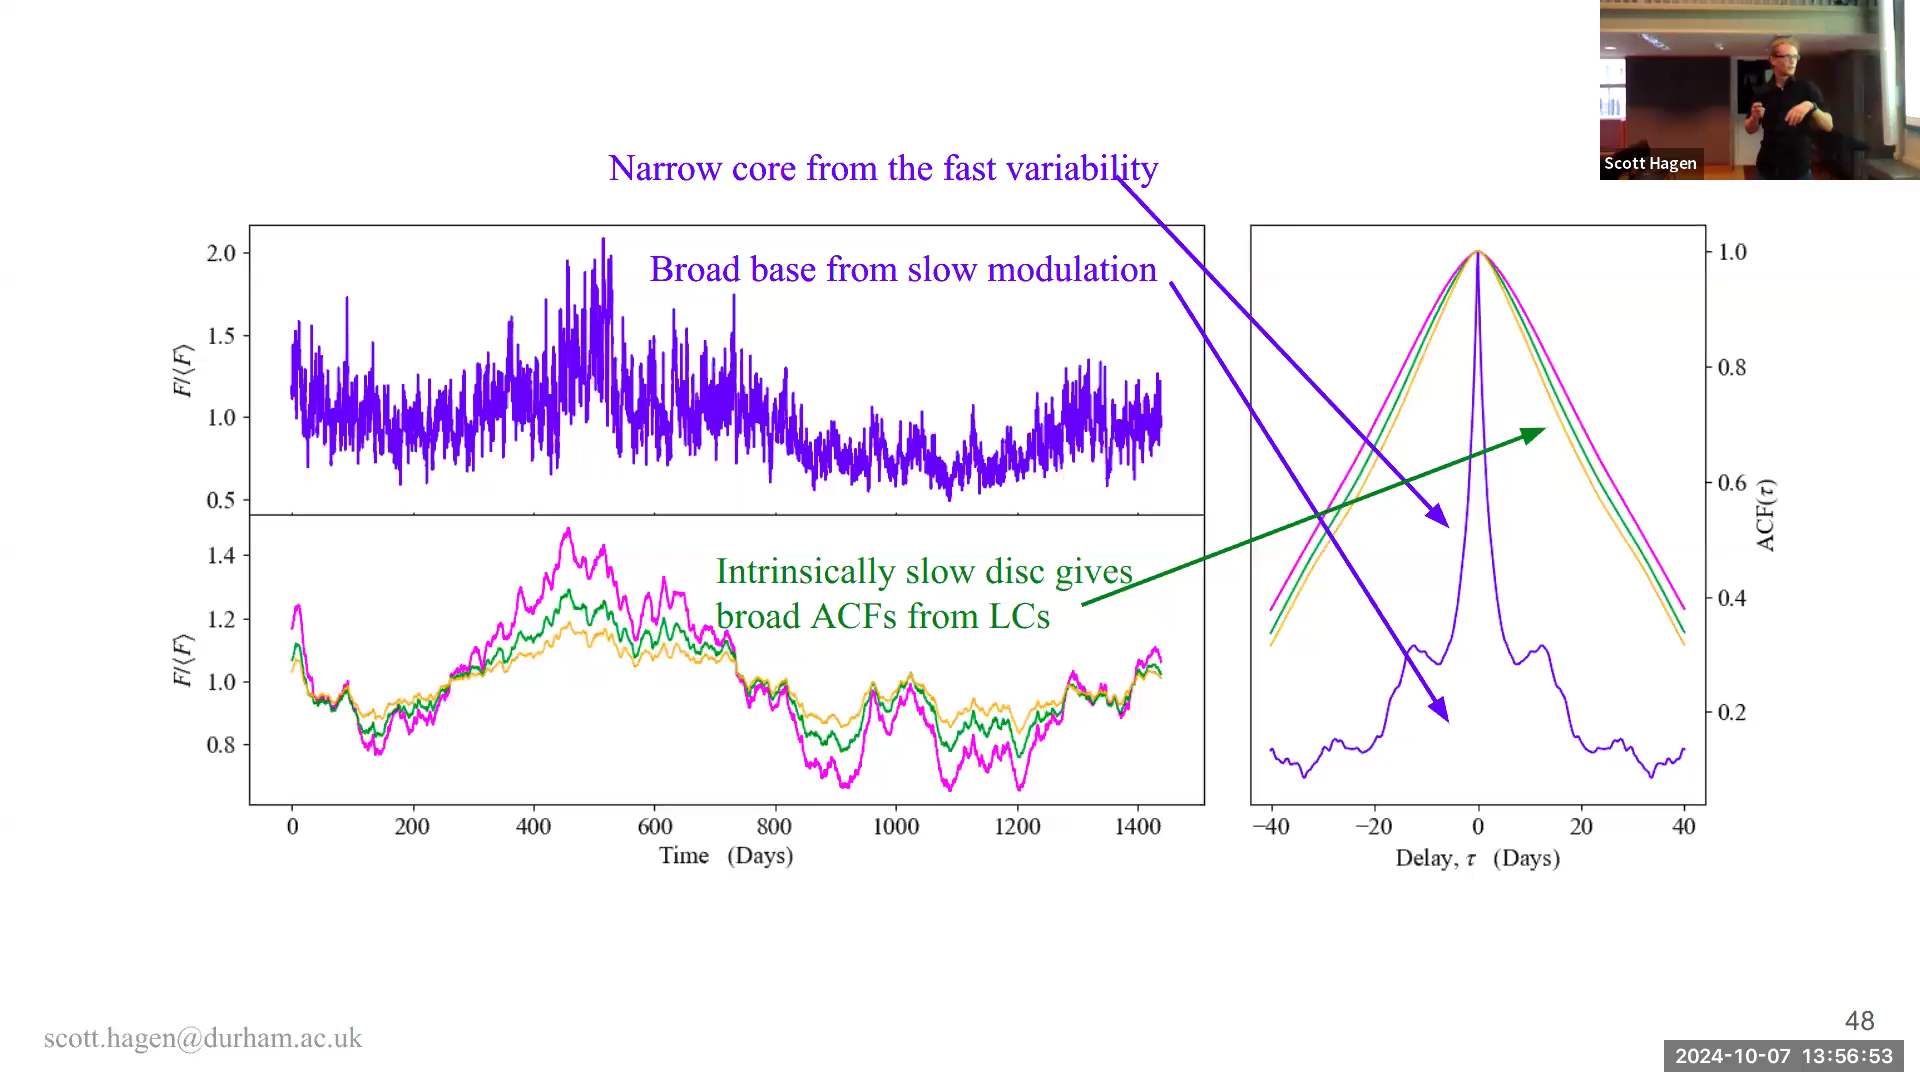 Scott Hagen
Narrow core from the fast variability
Broad base from slow modulation
Intrinsically slow disc gives
broad ACFs from LCs
F/⟨F⟩
2.0
1.5
1.0
0.5
F/⟨F⟩
1.4
1.2
1.0
0.8
0 200 400 600 800 1000 1200 1400
Time (Days)
1.0
0.8
0.6
0.4
0.2
ACF(τ)
−40 −20 0 20 40
Delay, τ (Days)
scott.hagen@durham.ac.uk
48
2024-10-07 13:56:53